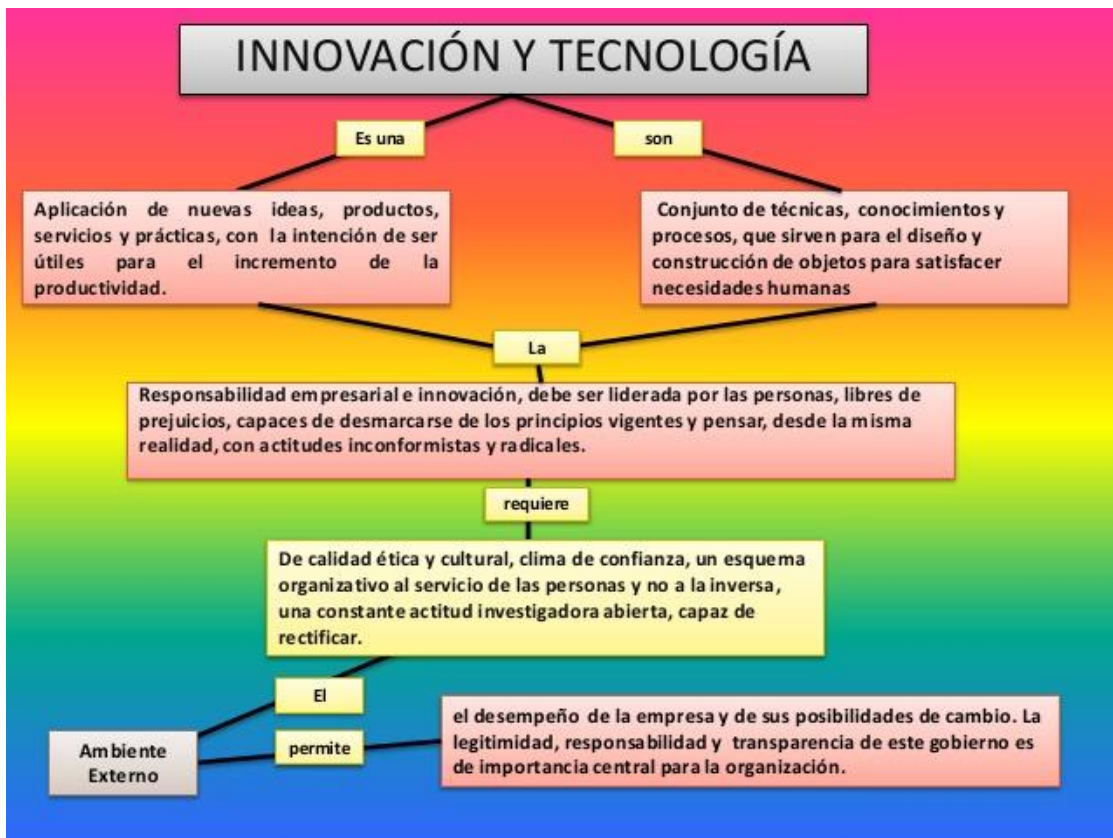 INNOVACIÓN Y TECNOLOGÍA
Es una
son
Aplicación de nuevas ideas, productos,
servicios y prácticas, con la intención de ser
útiles para el incremento de la
productividad.
Conjunto de técnicas, conocimientos y
procesos, que sirven para el diseño y
construcción de objetos para satisfacer
necesidades humanas
La
Responsabilidad empresarial e innovación, debe ser liderada por las personas, libres de
prejuicios, capaces de desmarcarse de los principios vigentes y pensar, desde la misma
realidad, con actitudes inconformistas y radicales.
requiere
De calidad ética y cultural, clima de confianza, un esquema
organizativo al servicio de las personas y no a la inversa,
una constante actitud investigadora abierta, capaz de
rectificar.
El
Ambiente
Externo
permite
el desempeño de la empresa y de sus posibilidades de cambio. La
legitimidad, responsabilidad y transparencia de este gobierno es
de importancia central para la organización.